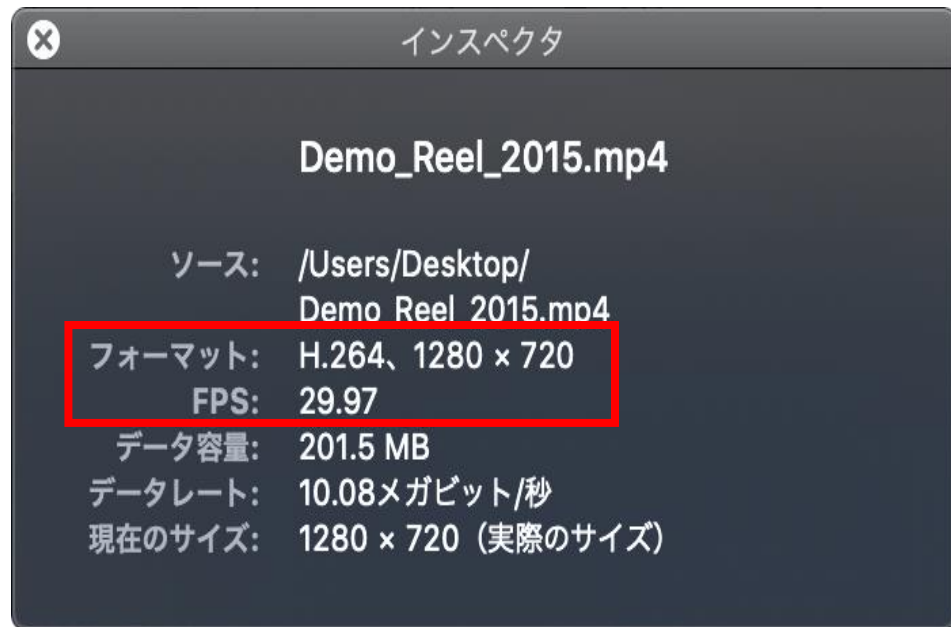 インスペクタ
Demo_Reel_2015.mp4
ソース: /Users/Desktop/
Demo_Reel_2015.mp4
フォーマット: H.264、1280 × 720
FPS: 29.97
データ容量: 201.5 MB
データレート: 10.08メガビット/秒
現在のサイズ: 1280 × 720（実際のサイズ）